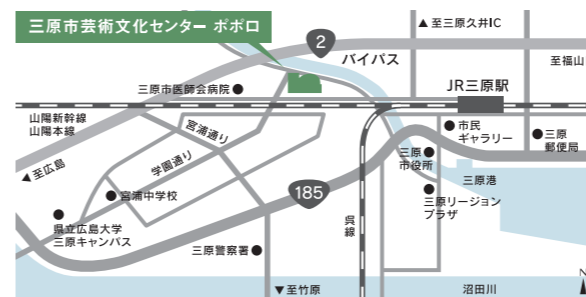 三原市芸術文化センター ポポロ
2
バイパス
▲至三原久井IC
至福山
三原市医師会病院
JR三原駅
山陽新幹線
山陽本線
宮浦通り
学園通り
市民
ギャラリー
三原
郵便局
三原
市役所
▲至広島
宮浦中学校
185
三原港
三原リージョン
プラザ
県立広島大学
三原キャンパス
呉線
三原警察署
▼至竹原
沼田川
N